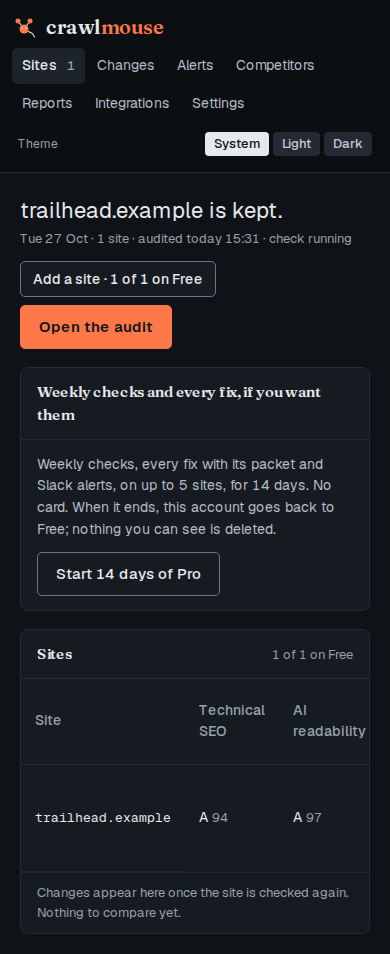 crawlmouse
Sites 1 Changes Alerts Competitors
Reports Integrations Settings
Theme System Light Dark
trailhead.example is kept.
Tue 27 Oct · 1 site · audited today 15:31 · check running
Add a site · 1 of 1 on Free
Open the audit
Weekly checks and every fix, if you want
them
Weekly checks, every fix with its packet and
Slack alerts, on up to 5 sites, for 14 days. No
card. When it ends, this account goes back to
Free; nothing you can see is deleted.
Start 14 days of Pro
Sites 1 of 1 on Free
Site Technical SEO AI readability
trailhead.example A 94 A 97
Changes appear here once the site is checked again.
Nothing to compare yet.